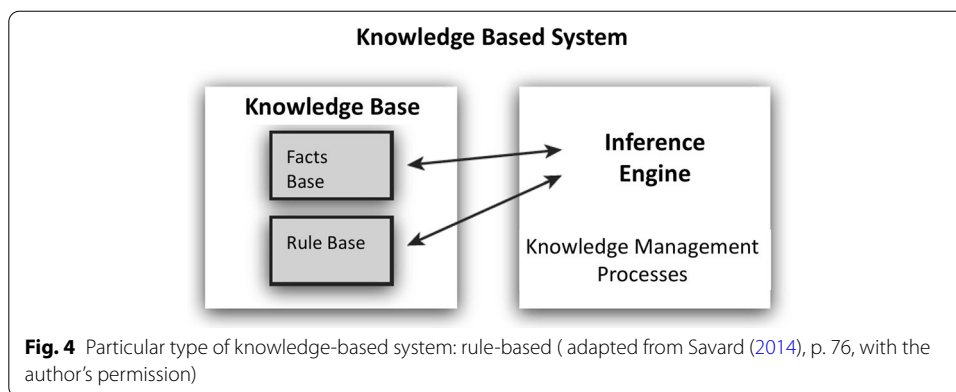 Knowledge Based System
Knowledge Base
Facts
Base
Rule Base
Inference
Engine
Knowledge Management
Processes
Fig. 4 Particular type of knowledge-based system: rule-based ( adapted from Savard (2014), p. 76, with the
author’s permission)